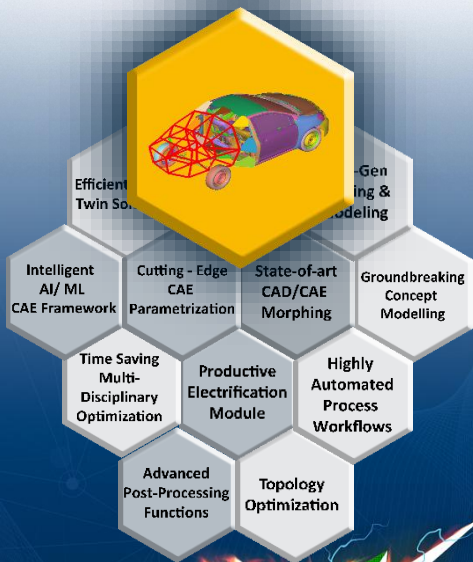 Efficient
Twin
-Gen
&
Intelligent
AI/ ML
CAE Framework
Cutting - Edge
CAE
Parametrization
State-of-art
CAD/CAE
Morphing
Groundbreaking
Concept
Modelling
Time Saving
Multi-
Disciplinary
Optimization
Productive
Electrification
Module
Highly
Automated
Process
Workflows
Advanced
Post-Processing
Functions
Topology
Optimization